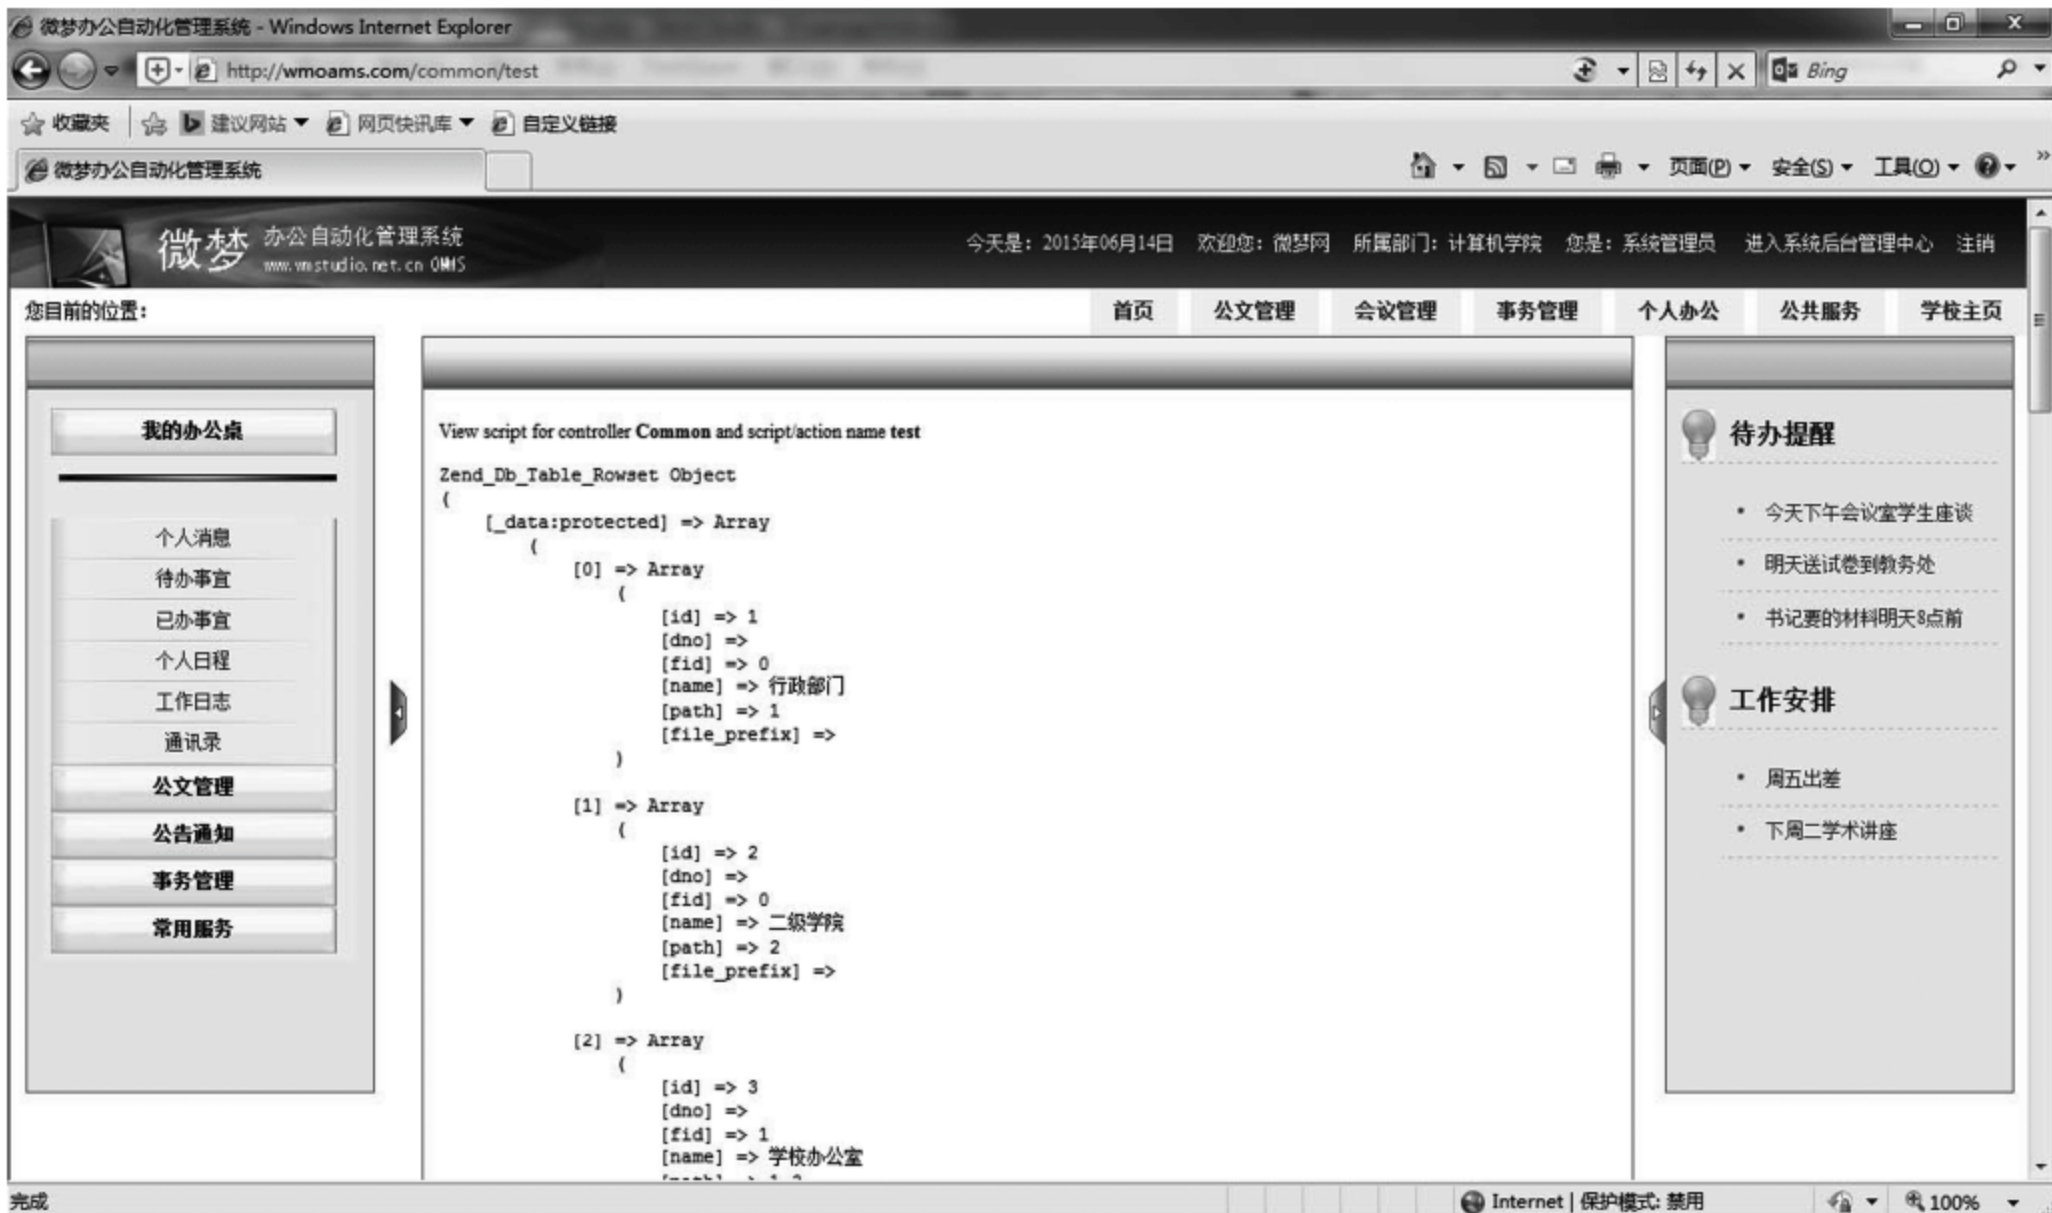 微梦办公自动化管理系统 - Windows Internet Explorer
http://wmoams.com/common/test
Bing
收藏夹 建议网站 网页快讯库 自定义链接
微梦办公自动化管理系统
页面(P) 安全(S) 工具(O)
微梦 办公自动化管理系统
www.vmstudio.net.cn OMMS
今天是：2015年06月14日 欢迎您：微梦网 所属部门：计算机学院 您是：系统管理员 进入系统后台管理中心 注销
您目前的位置：
首页 公文管理 会议管理 事务管理 个人办公 公共服务 学校主页
我的办公桌
个人消息
待办事宜
已办事宜
个人日程
工作日志
通讯录
公文管理
公告通知
事务管理
常用服务
View script for controller Common and script/action name test
Zend_Db_Table_Rowset Object
(
[_data:protected] => Array
(
[0] => Array
(
[id] => 1
[dno] =>
[fid] => 0
[name] => 行政部门
[path] => 1
[file_prefix] =>
)
[1] => Array
(
[id] => 2
[dno] =>
[fid] => 0
[name] => 二级学院
[path] => 2
[file_prefix] =>
)
[2] => Array
(
[id] => 3
[dno] =>
[fid] => 1
[name] => 学校办公室
待办提醒
今天下午会议室学生座谈
明天送试卷到教务处
书记要的材料明天8点前
工作安排
周五出差
下周二学术讲座
完成
Internet | 保护模式: 禁用
100%